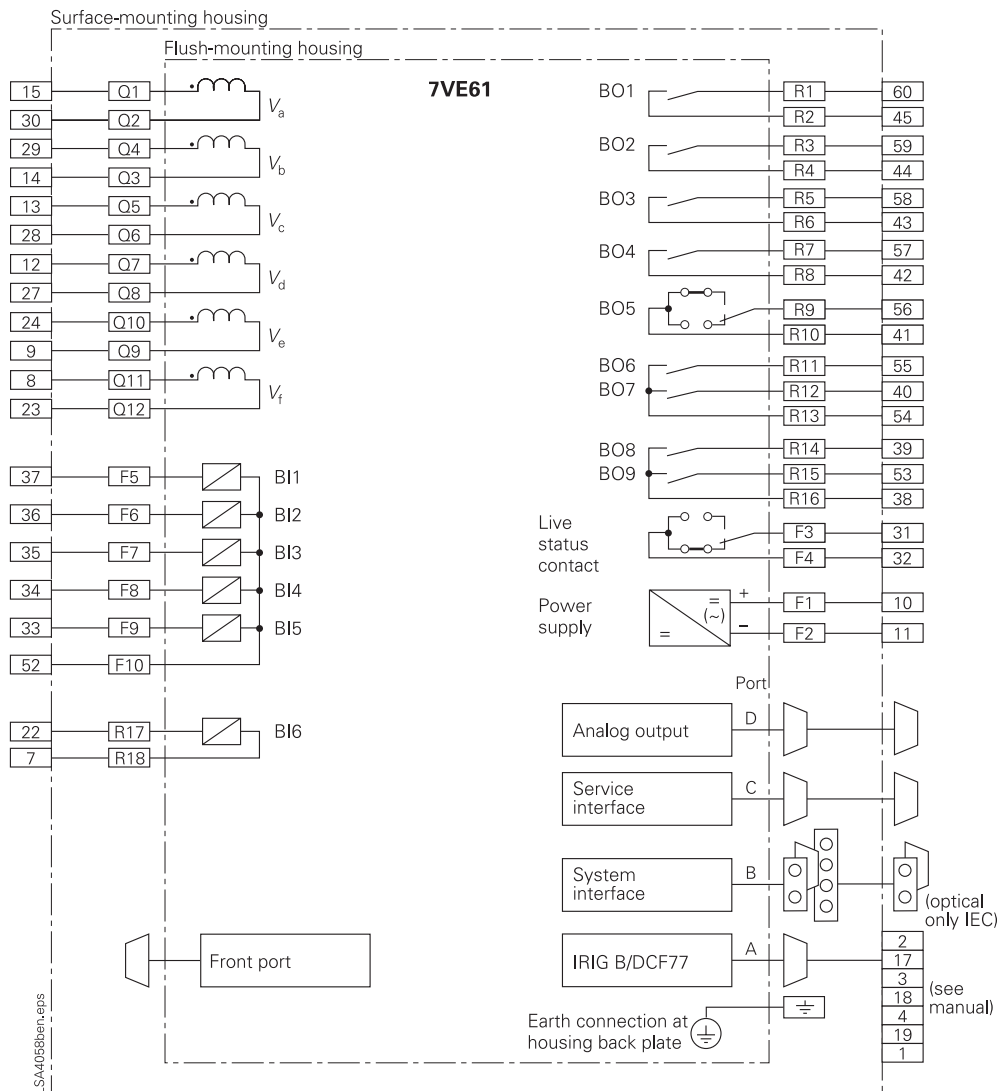 Surface-mounting housing
Flush-mounting housing
7VE61
15 Q1 Va BO1 R1 60
30 Q2 R2 45
29 Q4 Vb BO2 R3 59
14 Q3 R4 44
13 Q5 Vc BO3 R5 58
28 Q6 R6 43
12 Q7 Vd BO4 R7 57
27 Q8 R8 42
24 Q10 Ve BO5 R9 56
9 Q9 R10 41
8 Q11 Vf BO6 R11 55
23 Q12 BO7 R12 40
R13 54
BO8 R14 39
37 F5 BI1 BO9 R15 53
R16 38
36 F6 BI2
35 F7 BI3
Live
status
contact
F3 31
F4 32
34 F8 BI4
33 F9 BI5
Power
supply
= (~) =
+ F1 10
– F2 11
52 F10
22 R17 BI6
7 R18
Port
Analog output D
Service
interface
C
System
interface
B
(optical
only IEC)
Front port
IRIG B/DCF77 A
2
17
3
18
4
19
1
(see
manual)
Earth connection at
housing back plate
LSA4058ben.eps